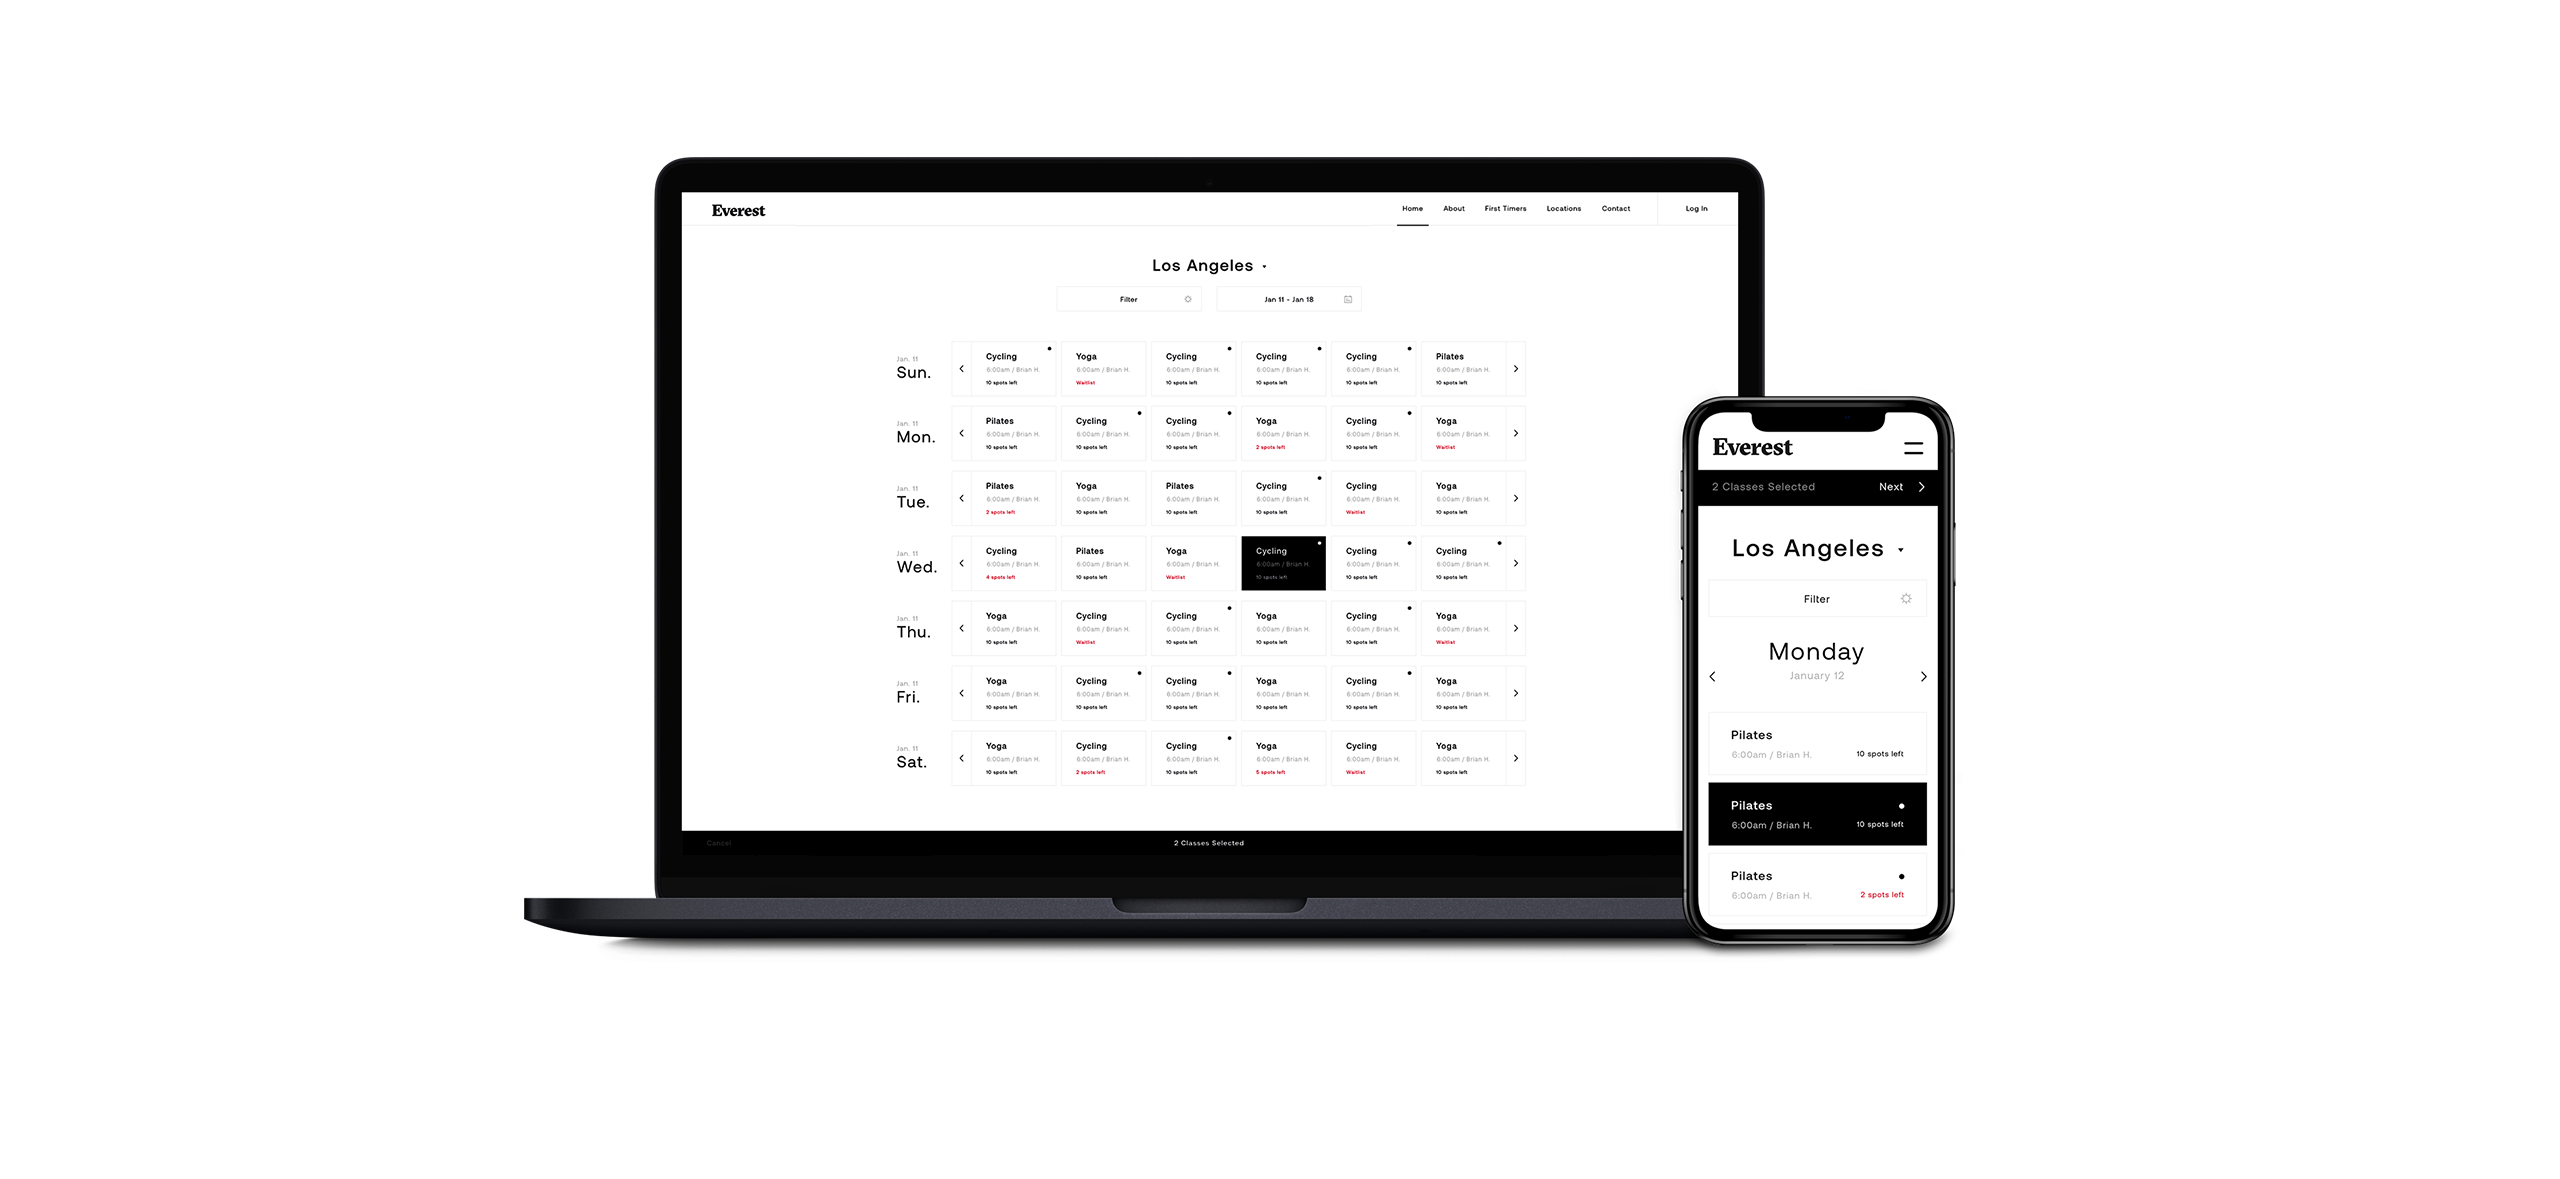 Everest
Home About First Timers Locations Contact Log In
Los Angeles
Filter Jan 11 - Jan 18
Jan. 11
Sun.
Cycling Yoga Cycling Cycling Cycling Pilates
6:00am / Brian H. 6:00am / Brian H. 6:00am / Brian H. 6:00am / Brian H. 6:00am / Brian H. 6:00am / Brian H.
10 spots left Waitlist 10 spots left 10 spots left 10 spots left 10 spots left
Jan. 11
Mon.
Pilates Cycling Cycling Yoga Cycling Yoga
6:00am / Brian H. 6:00am / Brian H. 6:00am / Brian H. 6:00am / Brian H. 6:00am / Brian H. 6:00am / Brian H.
10 spots left 10 spots left 10 spots left 2 spots left 10 spots left Waitlist
Jan. 11
Tue.
Pilates Yoga Pilates Cycling Cycling Yoga
6:00am / Brian H. 6:00am / Brian H. 6:00am / Brian H. 6:00am / Brian H. 6:00am / Brian H. 6:00am / Brian H.
2 spots left 10 spots left 10 spots left 10 spots left Waitlist 10 spots left
Jan. 11
Wed.
Cycling Pilates Yoga Cycling Cycling Cycling
6:00am / Brian H. 6:00am / Brian H. 6:00am / Brian H. 6:00am / Brian H. 6:00am / Brian H. 6:00am / Brian H.
4 spots left 10 spots left Waitlist 10 spots left 10 spots left 10 spots left
Jan. 11
Thu.
Yoga Cycling Cycling Yoga Cycling Yoga
6:00am / Brian H. 6:00am / Brian H. 6:00am / Brian H. 6:00am / Brian H. 6:00am / Brian H. 6:00am / Brian H.
10 spots left Waitlist 10 spots left 10 spots left 10 spots left Waitlist
Jan. 11
Fri.
Yoga Cycling Cycling Yoga Cycling Yoga
6:00am / Brian H. 6:00am / Brian H. 6:00am / Brian H. 6:00am / Brian H. 6:00am / Brian H. 6:00am / Brian H.
10 spots left 10 spots left 10 spots left 10 spots left 10 spots left 10 spots left
Jan. 11
Sat.
Yoga Cycling Cycling Yoga Cycling Yoga
6:00am / Brian H. 6:00am / Brian H. 6:00am / Brian H. 6:00am / Brian H. 6:00am / Brian H. 6:00am / Brian H.
10 spots left 2 spots left 10 spots left 5 spots left Waitlist 10 spots left
Cancel 2 Classes Selected
Everest
2 Classes Selected Next
Los Angeles
Filter
Monday
January 12
Pilates
6:00am / Brian H. 10 spots left
Pilates
6:00am / Brian H. 10 spots left
Pilates
6:00am / Brian H. 2 spots left